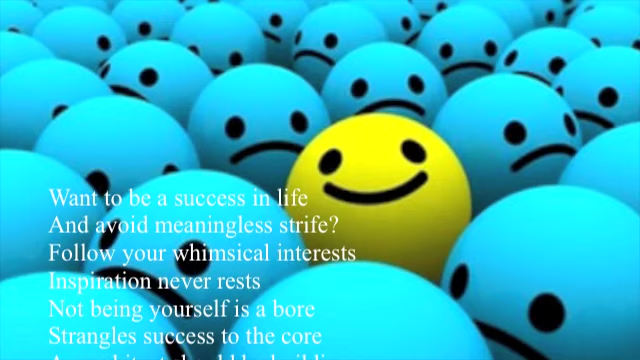 Want to be a success in life
And avoid meaningless strife?
Follow your whimsical interests
Inspiration never rests
Not being yourself is a bore
Strangles success to the core